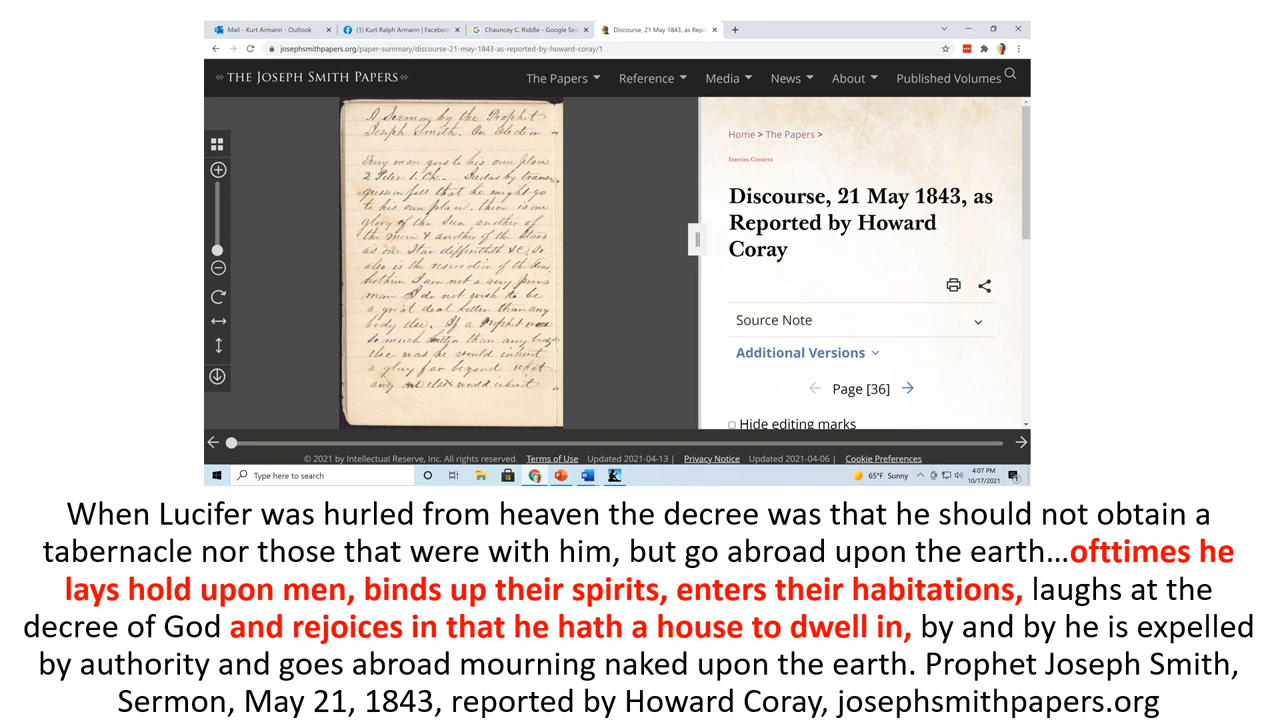 Mail - Kurt Armann - Outlook
(1) Kurt Ralph Armann | Faceboo
Chauncey C. Riddle - Google Sea
Discourse, 21 May 1843, as Repo
josephsmithpapers.org/paper-summary/discourse-21-may-1843-as-reported-by-howard-coray/1
THE JOSEPH SMITH PAPERS
The Papers
Reference
Media
News
About
Published Volumes
A Sermon by the Prophet
Joseph Smith. On Election
Every man goes to his own place
2 Peter 1. Ch. Judas by trans-
gression fell that he might go
to his own place. there is one
glory of the Sun another of
the moon & another of the Stars
as one Star differeth &C. So
also is the resurection of the dead
I am not a very pious
man I do not wish to be
a great deal better than any
body else. If a Prophet was
so much better than any body
else was he would inherit
a glory far beyond what
any one else would inherit
Home > The Papers >
Interim Content
Discourse, 21 May 1843, as
Reported by Howard
Coray
Source Note
Additional Versions
Page [36]
Hide editing marks
© 2021 by Intellectual Reserve, Inc. All rights reserved. Terms of Use Updated 2021-04-13 | Privacy Notice Updated 2021-04-06 | Cookie Preferences
Type here to search
65°F Sunny
4:07 PM
10/17/2021
When Lucifer was hurled from heaven the decree was that he should not obtain a
tabernacle nor those that were with him, but go abroad upon the earth…ofttimes he
lays hold upon men, binds up their spirits, enters their habitations, laughs at the
decree of God and rejoices in that he hath a house to dwell in, by and by he is expelled
by authority and goes abroad mourning naked upon the earth. Prophet Joseph Smith,
Sermon, May 21, 1843, reported by Howard Coray, josephsmithpapers.org